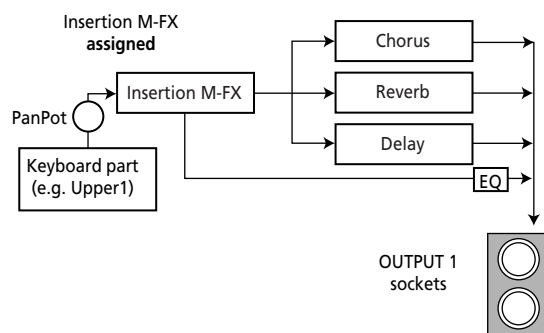 Insertion M-FX
assigned
Chorus
Insertion M-FX
Reverb
PanPot
Delay
Keyboard part
(e.g. Upper1)
EQ
OUTPUT 1
sockets